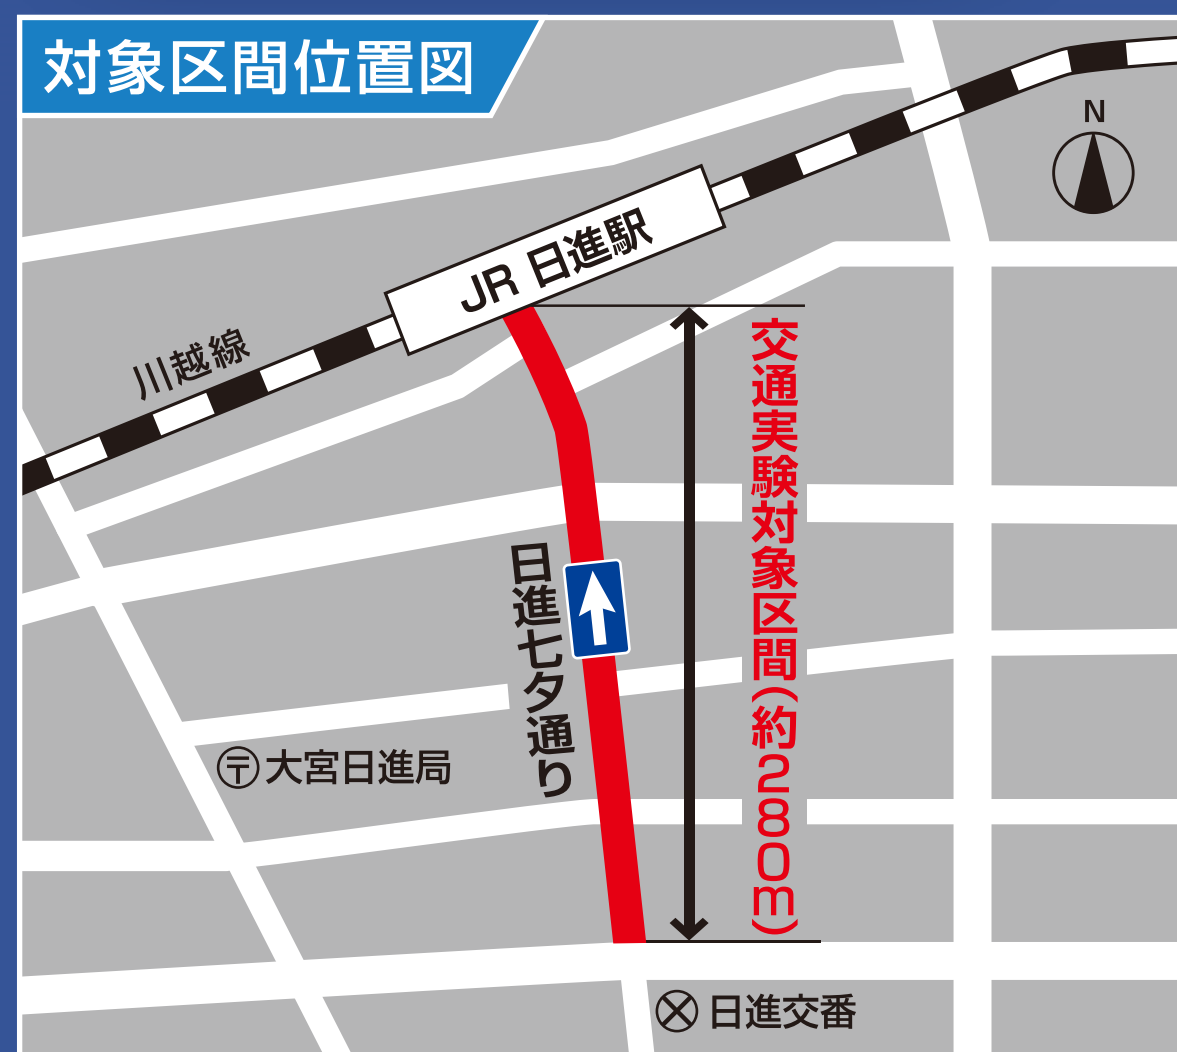 対象区間位置図
N
JR 日進駅
川越線
交通実験対象区間(約280m)
日進七夕通り
〒大宮日進局
日進交番